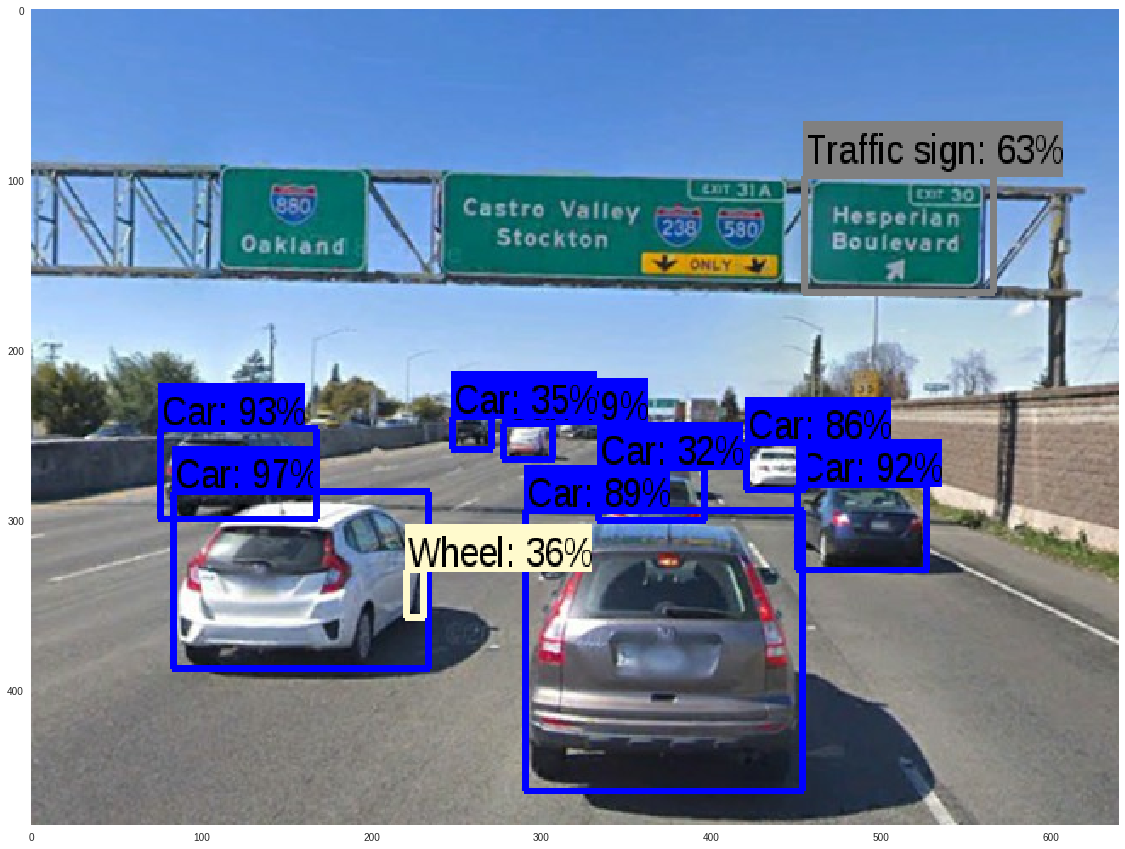 0
100
200
300
400
0
100
200
300
400
500
600
Traffic sign: 63%
EXIT 31A
EXIT 30
880
Oakland
Castro Valley
Stockton
238
580
ONLY
Hesperian
Boulevard
Car: 93%
Car: 35%
9%
Car: 86%
Car: 32%
Car: 92%
Car: 97%
Car: 89%
Wheel: 36%